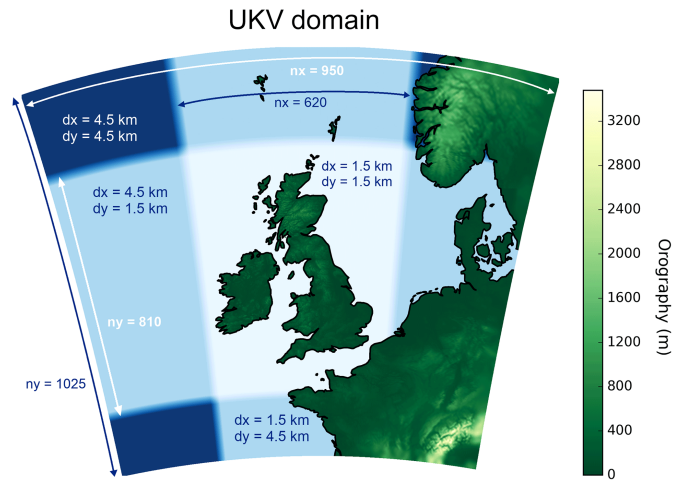 UKV domain
nx = 950
nx = 620
dx = 4.5 km
dy = 4.5 km
dx = 1.5 km
dy = 1.5 km
dx = 4.5 km
dy = 1.5 km
ny = 810
ny = 1025
dx = 1.5 km
dy = 4.5 km
3200
2800
2400
2000
1600
1200
800
400
0
Orography (m)